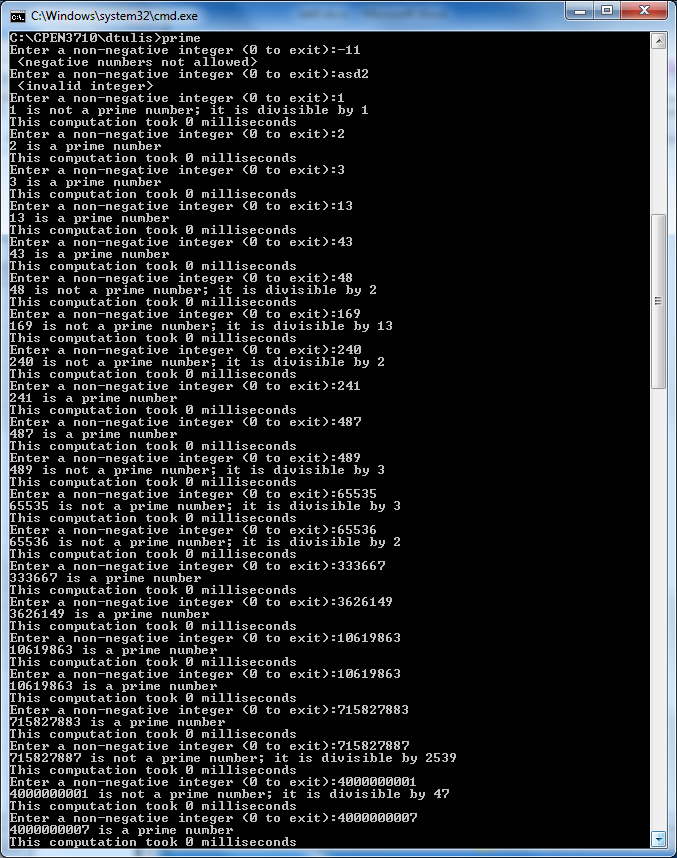 C:\Windows\system32\cmd.exe
C:\CPEN3710\dtulis>prime
Enter a non-negative integer (0 to exit):-11
<negative numbers not allowed>
Enter a non-negative integer (0 to exit):asd2
<invalid integer>
Enter a non-negative integer (0 to exit):1
1 is not a prime number; it is divisible by 1
This computation took 0 milliseconds
Enter a non-negative integer (0 to exit):2
2 is a prime number
This computation took 0 milliseconds
Enter a non-negative integer (0 to exit):3
3 is a prime number
This computation took 0 milliseconds
Enter a non-negative integer (0 to exit):13
13 is a prime number
This computation took 0 milliseconds
Enter a non-negative integer (0 to exit):43
43 is a prime number
This computation took 0 milliseconds
Enter a non-negative integer (0 to exit):48
48 is not a prime number; it is divisible by 2
This computation took 0 milliseconds
Enter a non-negative integer (0 to exit):169
169 is not a prime number; it is divisible by 13
This computation took 0 milliseconds
Enter a non-negative integer (0 to exit):240
240 is not a prime number; it is divisible by 2
This computation took 0 milliseconds
Enter a non-negative integer (0 to exit):241
241 is a prime number
This computation took 0 milliseconds
Enter a non-negative integer (0 to exit):487
487 is a prime number
This computation took 0 milliseconds
Enter a non-negative integer (0 to exit):489
489 is not a prime number; it is divisible by 3
This computation took 0 milliseconds
Enter a non-negative integer (0 to exit):65535
65535 is not a prime number; it is divisible by 3
This computation took 0 milliseconds
Enter a non-negative integer (0 to exit):65536
65536 is not a prime number; it is divisible by 2
This computation took 0 milliseconds
Enter a non-negative integer (0 to exit):333667
333667 is a prime number
This computation took 0 milliseconds
Enter a non-negative integer (0 to exit):3626149
3626149 is a prime number
This computation took 0 milliseconds
Enter a non-negative integer (0 to exit):10619863
10619863 is a prime number
This computation took 0 milliseconds
Enter a non-negative integer (0 to exit):10619863
10619863 is a prime number
This computation took 0 milliseconds
Enter a non-negative integer (0 to exit):715827883
715827883 is a prime number
This computation took 0 milliseconds
Enter a non-negative integer (0 to exit):715827887
715827887 is not a prime number; it is divisible by 2539
This computation took 0 milliseconds
Enter a non-negative integer (0 to exit):4000000001
4000000001 is not a prime number; it is divisible by 47
This computation took 0 milliseconds
Enter a non-negative integer (0 to exit):4000000007
4000000007 is a prime number
This computation took 0 milliseconds